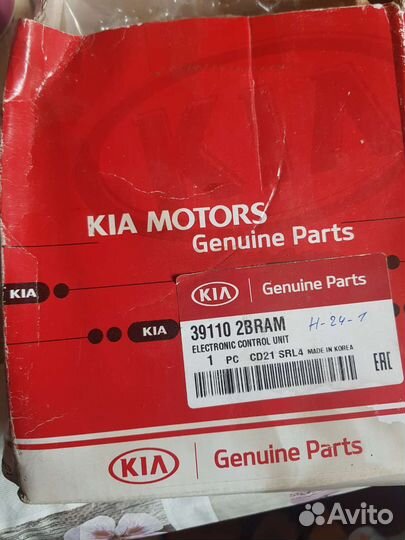 KIA
KIA MOTORS
Genuine Parts
KIA
KIA
KIA Genuine Parts
39110 2BRAM
H-24-1
ELECTRONIC CONTROL UNIT
1 PC CD21 SRL4 MADE IN KOREA
EAC
KIA Genuine Parts
Avito